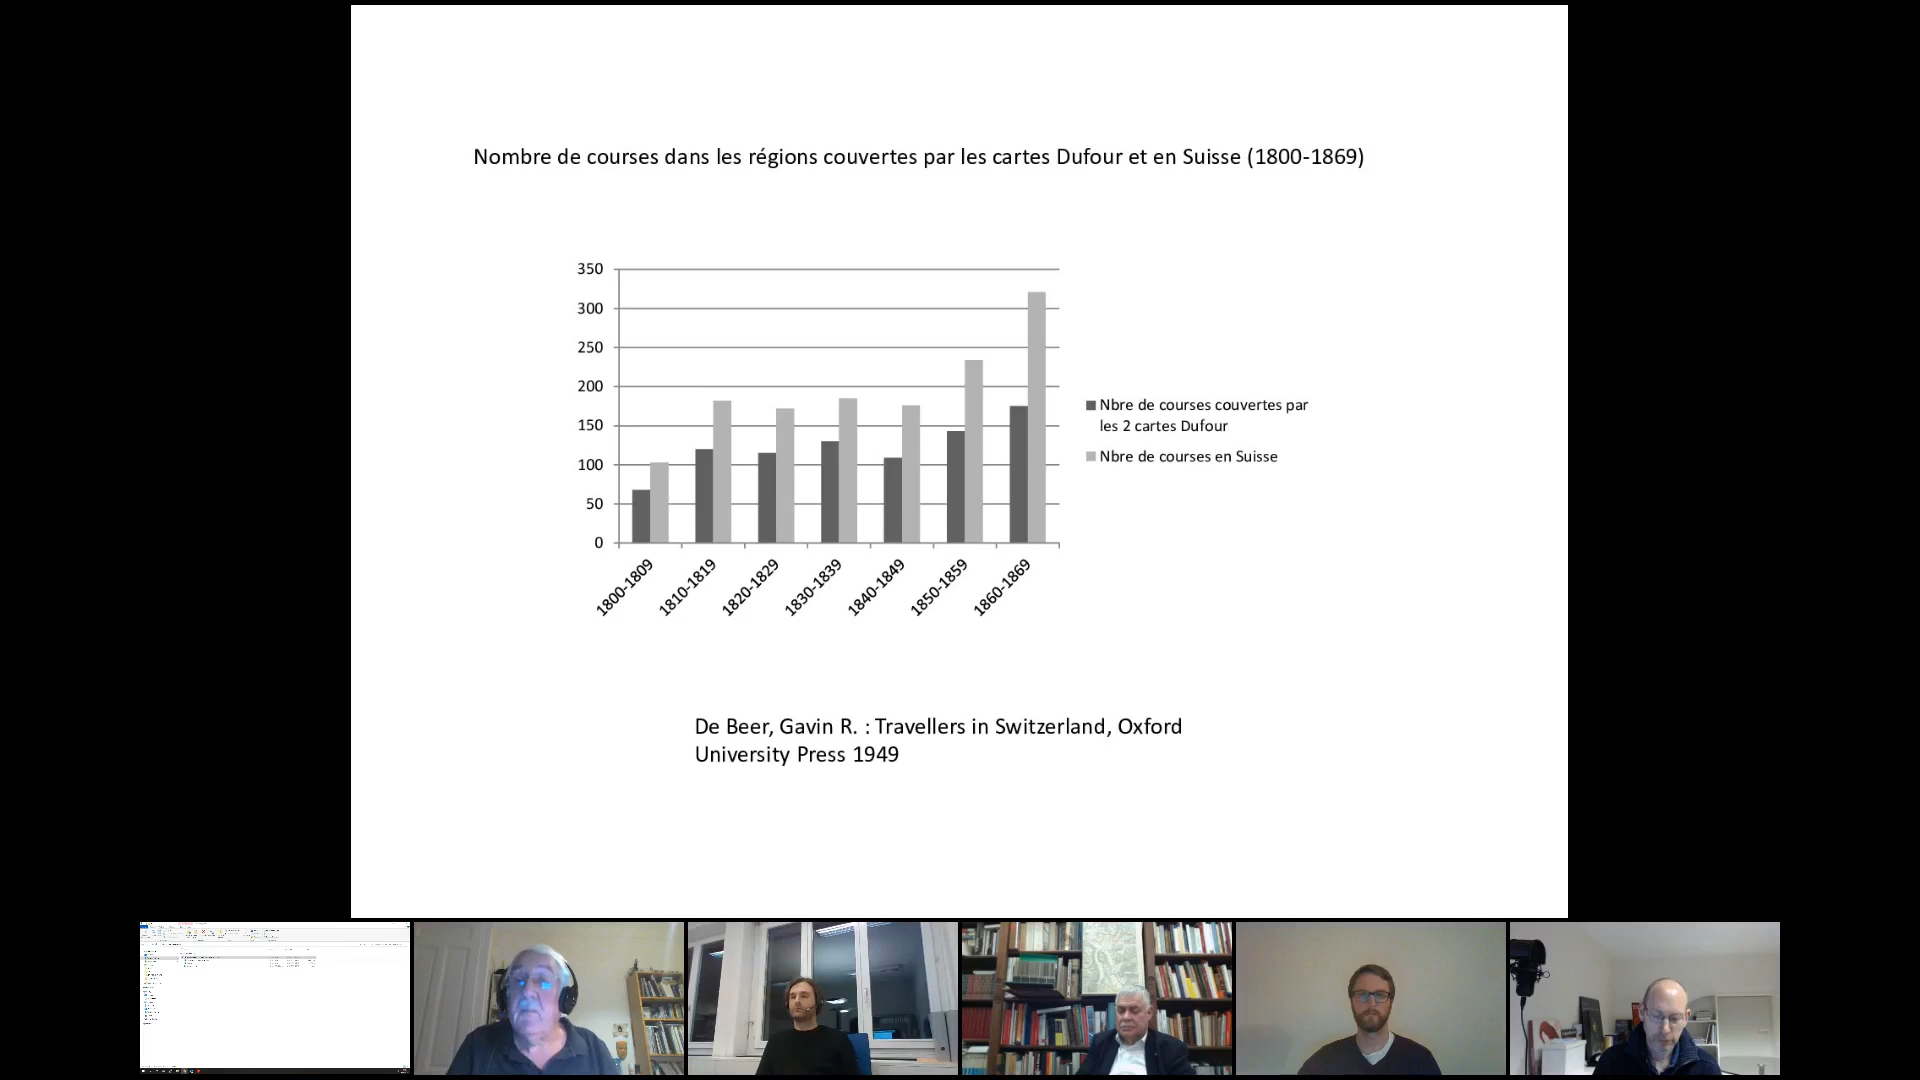 Nombre de courses dans les régions couvertes par les cartes Dufour et en Suisse (1800-1869)
350
300
250
200
150
100
50
0
1800-1809
1810-1819
1820-1829
1830-1839
1840-1849
1850-1859
1860-1869
Nbre de courses couvertes par
les 2 cartes Dufour
Nbre de courses en Suisse
De Beer, Gavin R. : Travellers in Switzerland, Oxford
University Press 1949